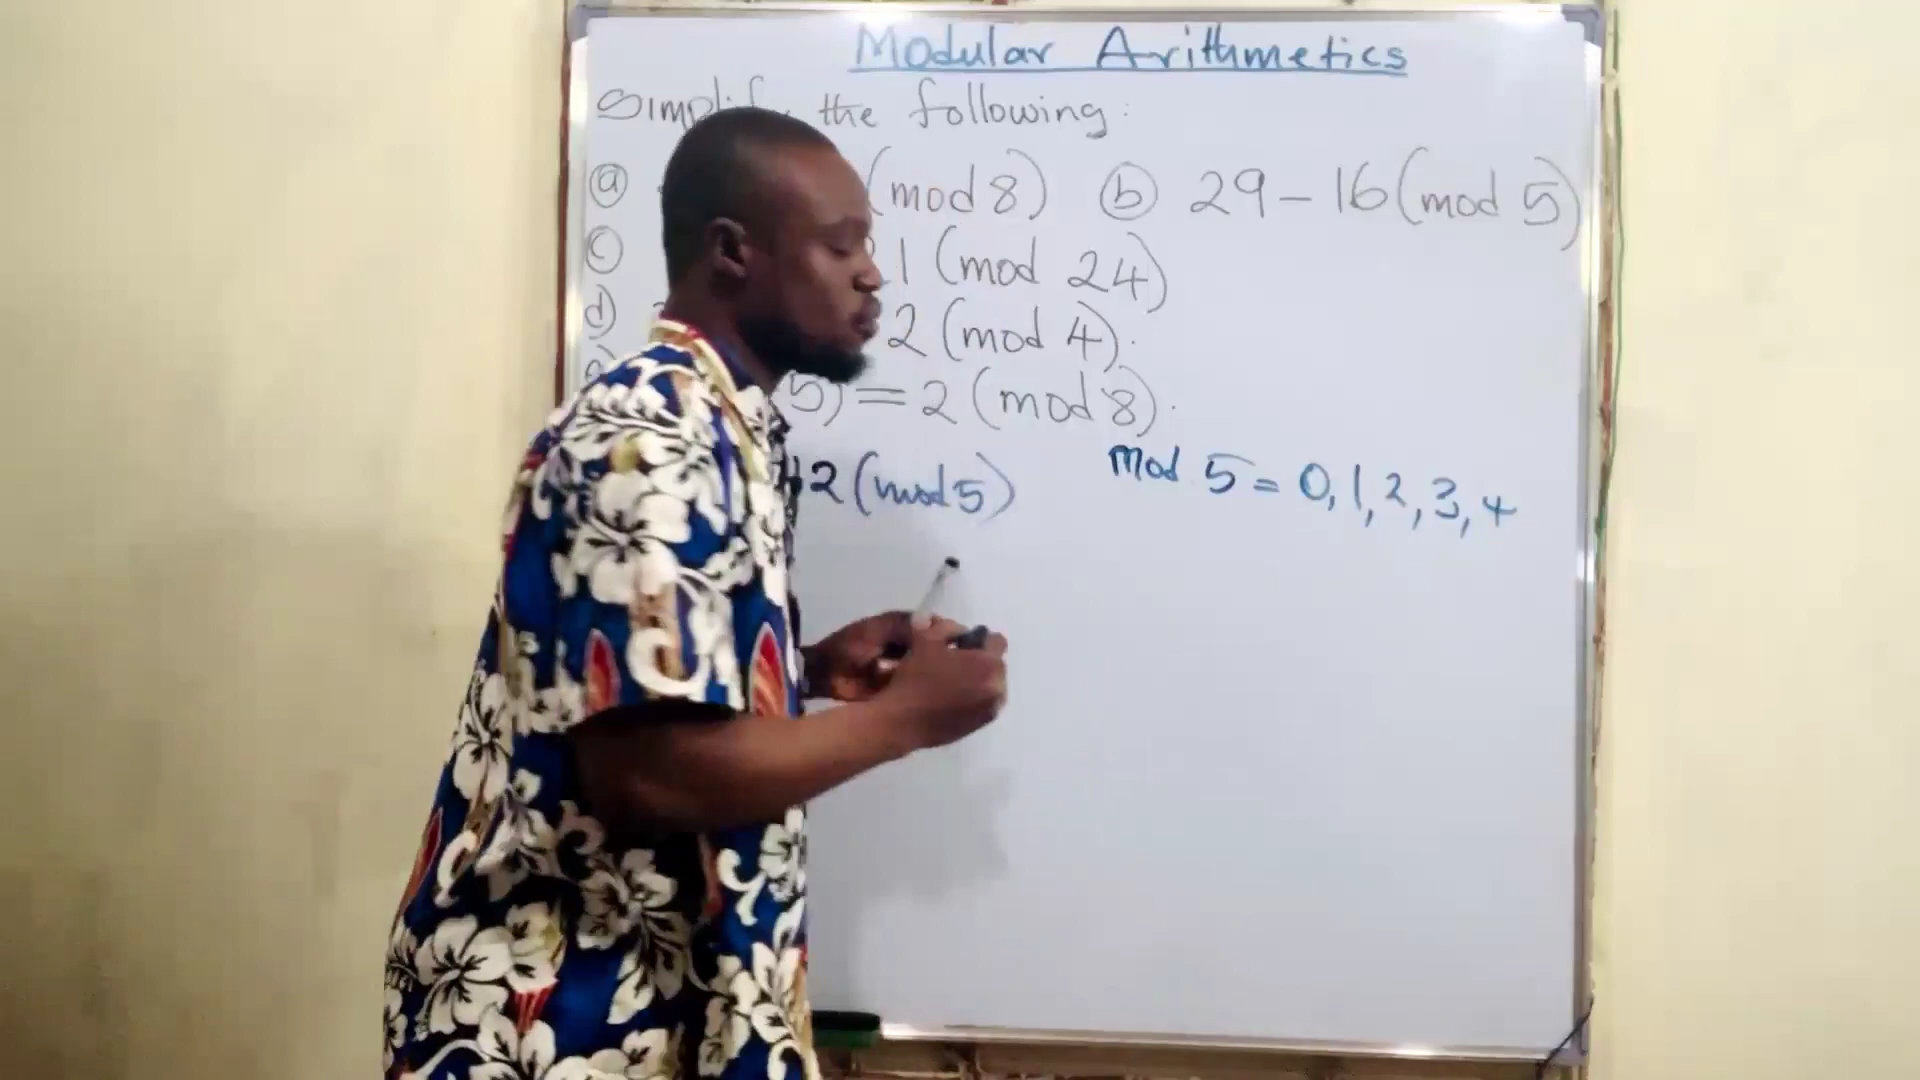 Modular Arithmetics
the following:
(a) (mod 8) (b) 29 - 16 (mod 5)
(c) 1 (mod 24)
(d) 2 (mod 4).
5) = 2 (mod 8).
2 (mod 5) mod 5 = 0, 1, 2, 3, 4